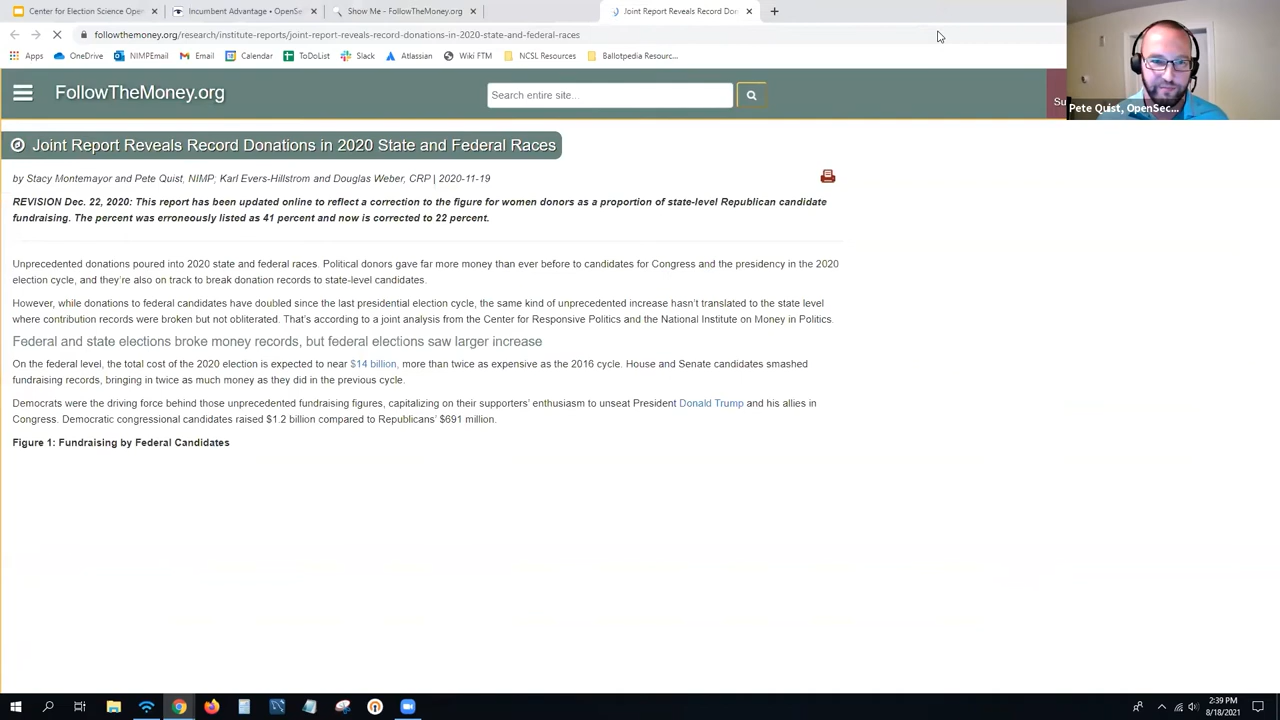 Center for Election Science Open
Incumbent Advantage • OpenSe
Show Me - FollowTheMoney.org
Joint Report Reveals Record Don
followthemoney.org/research/institute-reports/joint-report-reveals-record-donations-in-2020-state-and-federal-races
Apps OneDrive NIMPEmail Email Calendar ToDoList Slack Atlassian Wiki FTM NCSL Resources Ballotpedia Resourc...
FollowTheMoney.org
Search entire site...
Su
Pete Quist, OpenSec...
Joint Report Reveals Record Donations in 2020 State and Federal Races
by Stacy Montemayor and Pete Quist, NIMP; Karl Evers-Hillstrom and Douglas Weber, CRP | 2020-11-19
REVISION Dec. 22, 2020: This report has been updated online to reflect a correction to the figure for women donors as a proportion of state-level Republican candidate
fundraising. The percent was erroneously listed as 41 percent and now is corrected to 22 percent.
Unprecedented donations poured into 2020 state and federal races. Political donors gave far more money than ever before to candidates for Congress and the presidency in the 2020
election cycle, and they're also on track to break donation records to state-level candidates.
However, while donations to federal candidates have doubled since the last presidential election cycle, the same kind of unprecedented increase hasn't translated to the state level
where contribution records were broken but not obliterated. That's according to a joint analysis from the Center for Responsive Politics and the National Institute on Money in Politics.
Federal and state elections broke money records, but federal elections saw larger increase
On the federal level, the total cost of the 2020 election is expected to near $14 billion, more than twice as expensive as the 2016 cycle. House and Senate candidates smashed
fundraising records, bringing in twice as much money as they did in the previous cycle.
Democrats were the driving force behind those unprecedented fundraising figures, capitalizing on their supporters' enthusiasm to unseat President Donald Trump and his allies in
Congress. Democratic congressional candidates raised $1.2 billion compared to Republicans' $691 million.
Figure 1: Fundraising by Federal Candidates
2:39 PM
8/18/2021